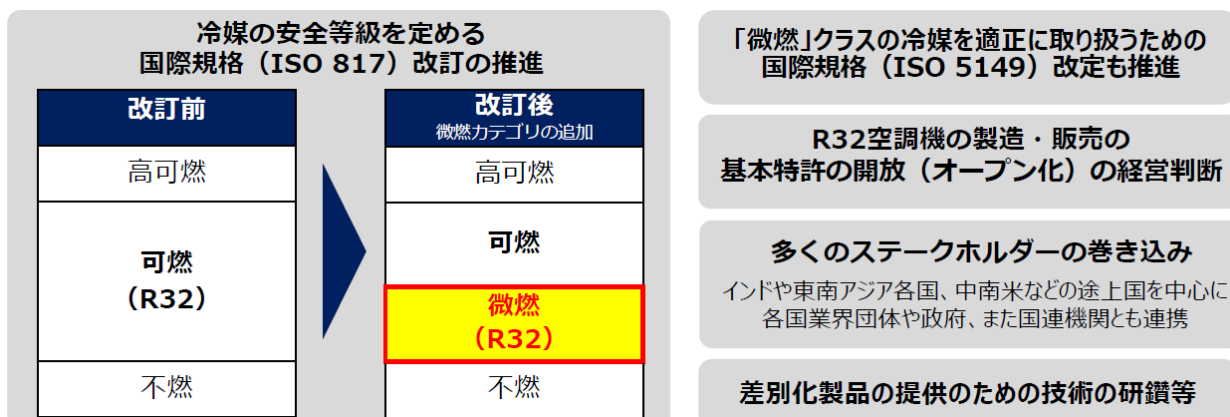 冷媒の安全等級を定める
国際規格（ISO 817）改訂の推進
改訂前
高可燃
可燃
（R32）
不燃
改訂後
微燃カテゴリの追加
高可燃
可燃
微燃
（R32）
不燃
「微燃」クラスの冷媒を適正に取り扱うための
国際規格（ISO 5149）改定も推進
R32空調機の製造・販売の
基本特許の開放（オープン化）の経営判断
多くのステークホルダーの巻き込み
インドや東南アジア各国、中南米などの途上国を中心に
各国業界団体や政府、また国連機関とも連携
差別化製品の提供のための技術の研鑽等